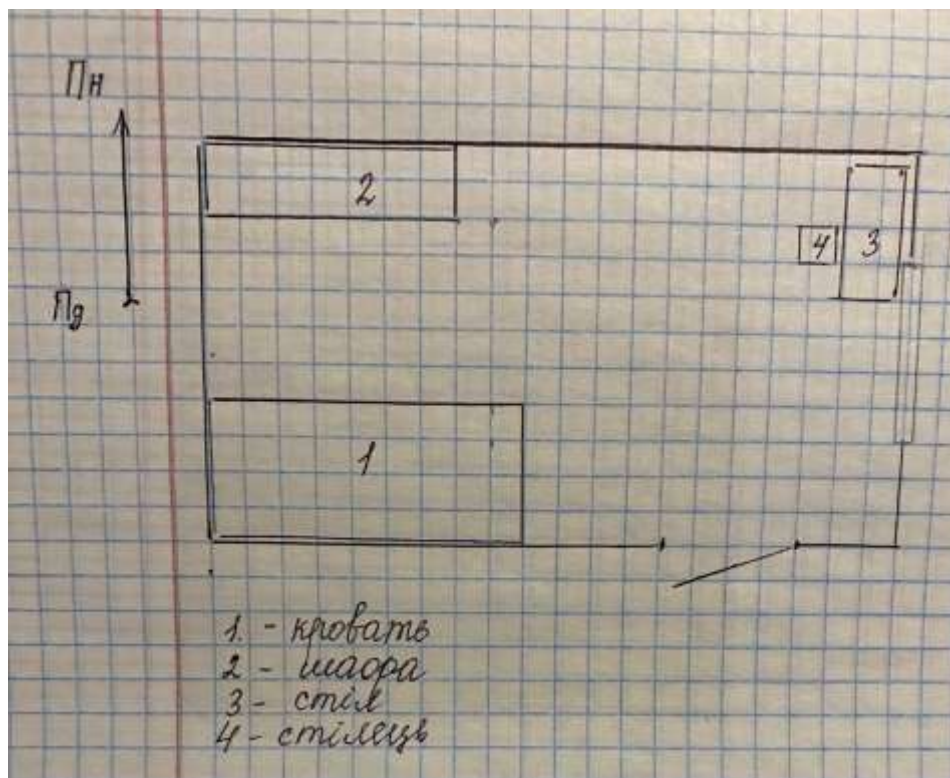 Пн
2
4
3
Пд
1
1. - кровать
2 - шафа
3 - стіл
4 - стілець